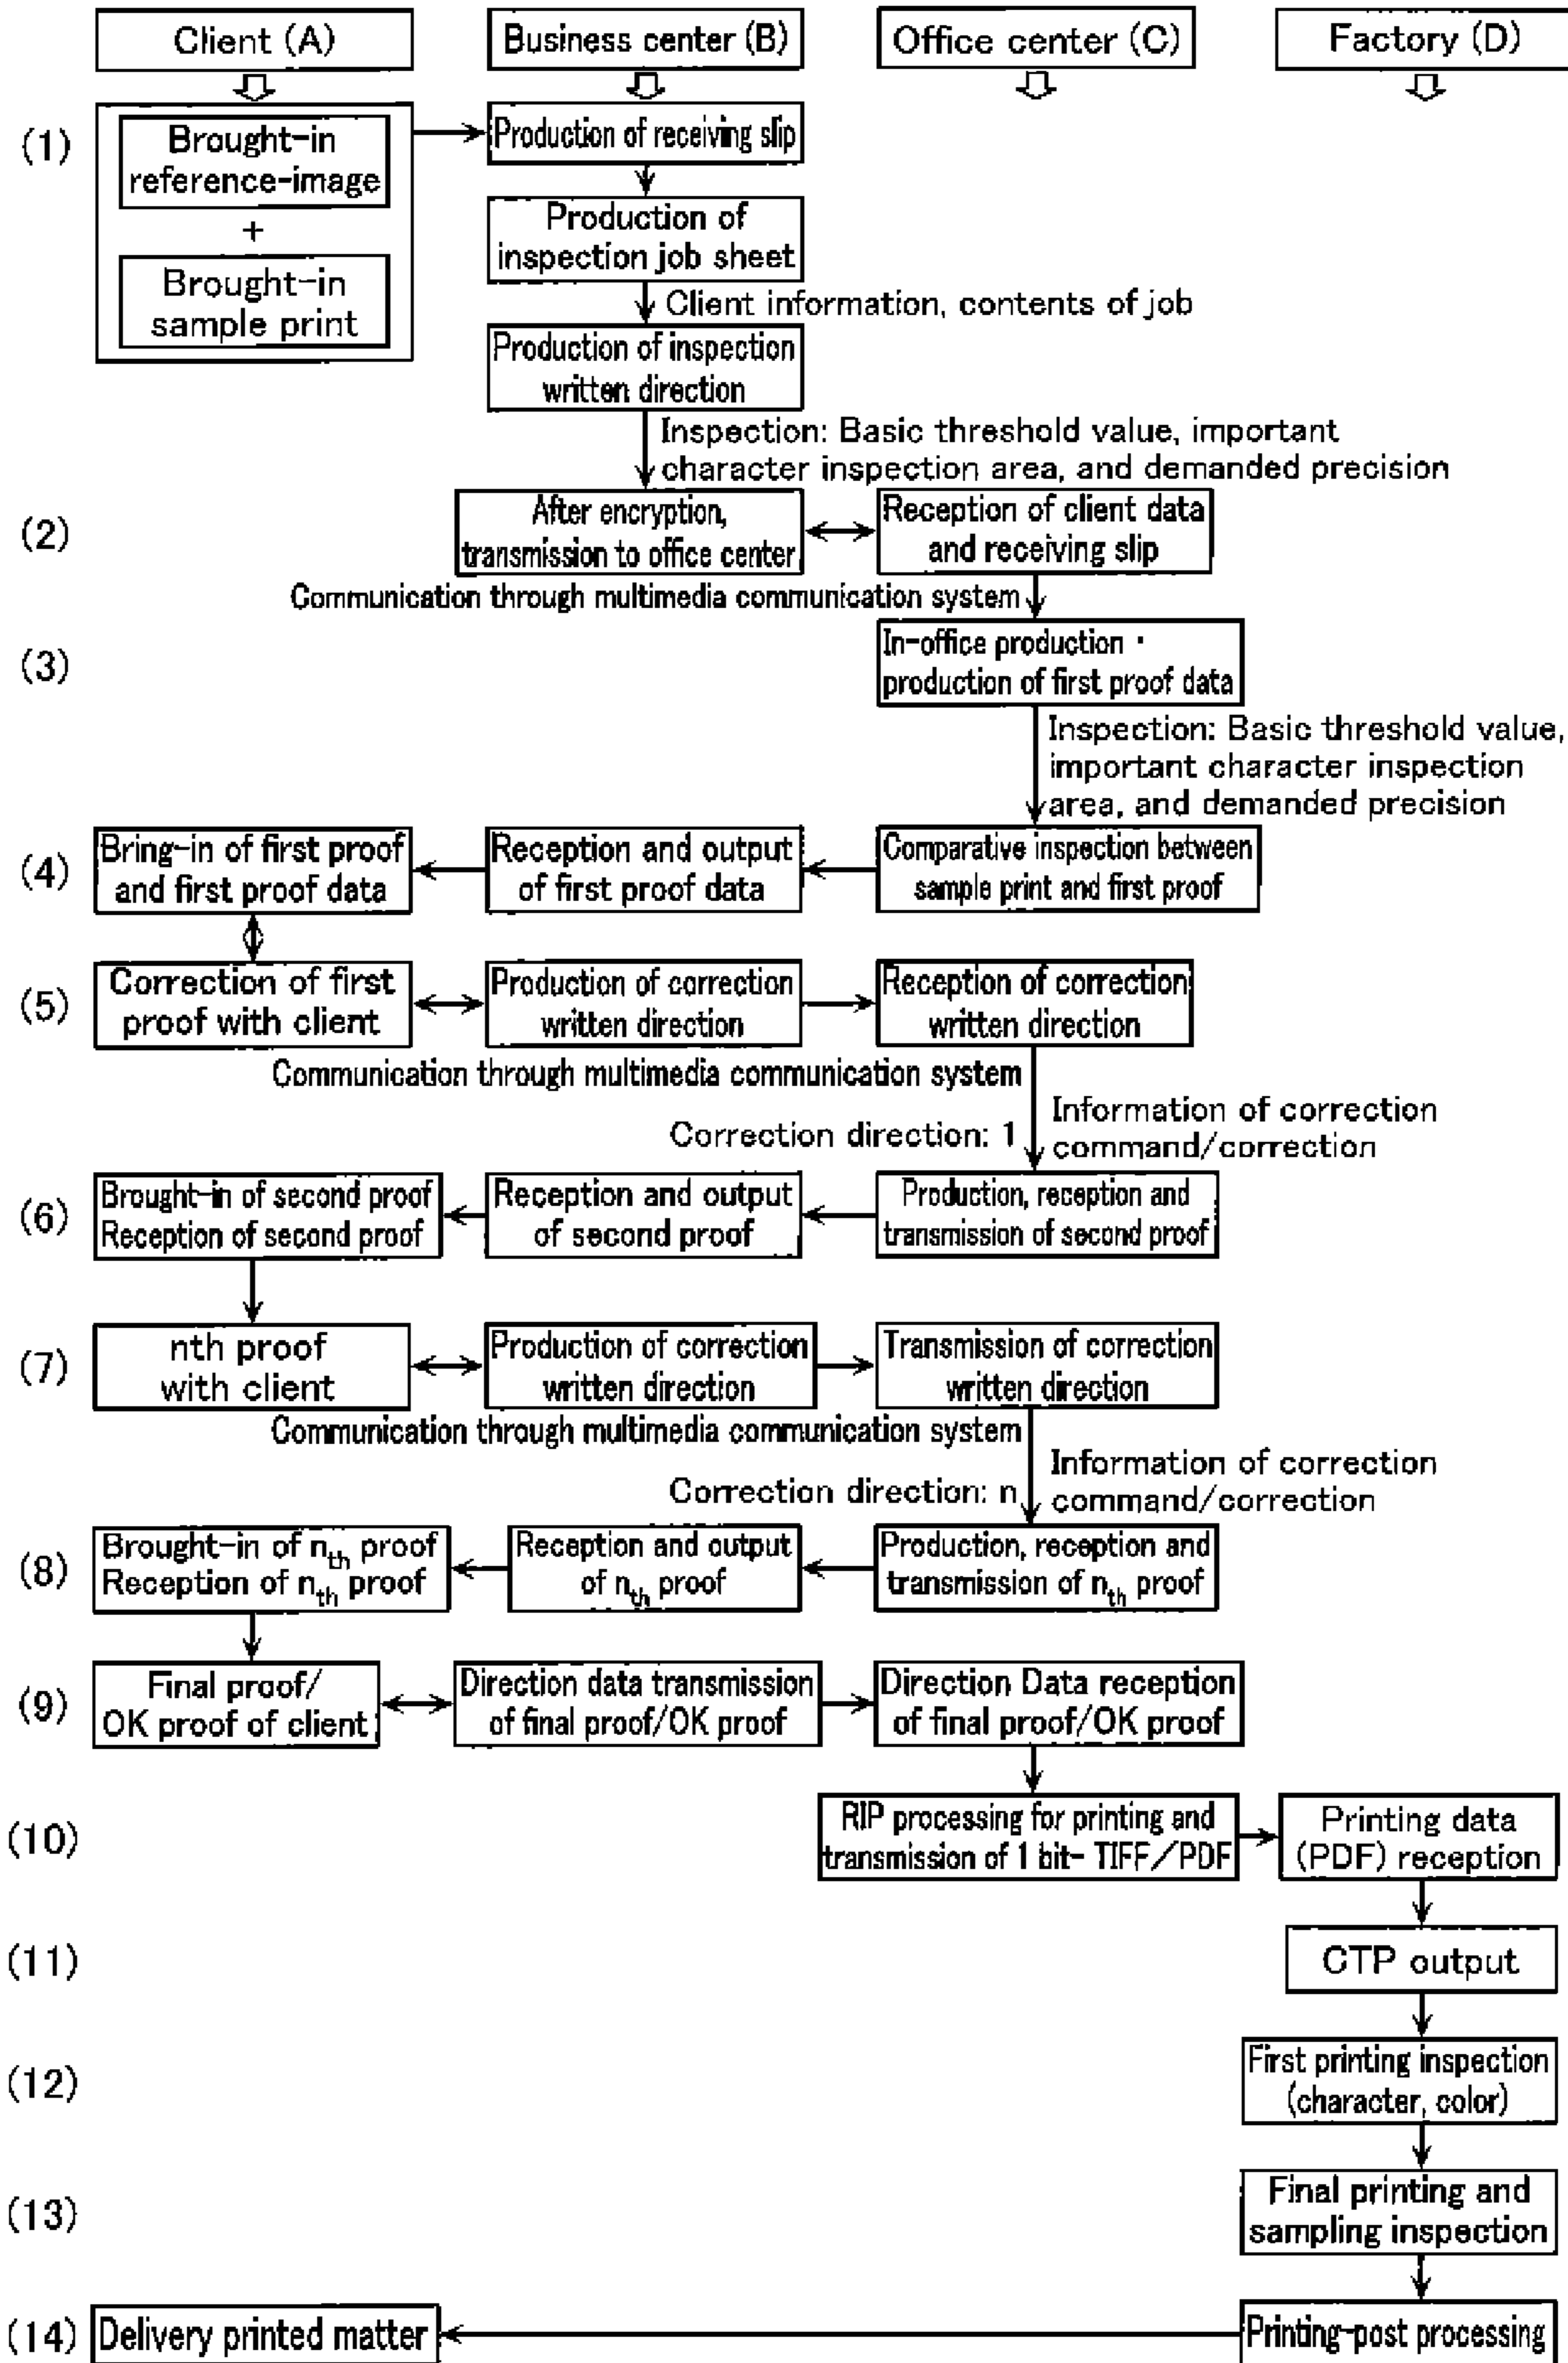 Client (A)
Business center (B)
Office center (C)
Factory (D)
(1)
Brought-in
reference-image
+
Brought-in
sample print
Production of receiving slip
Production of
inspection job sheet
Client information, contents of job
Production of inspection
written direction
Inspection: Basic threshold value, important
character inspection area, and demanded precision
(2)
After encryption,
transmission to office center
Reception of client data
and receiving slip
Communication through multimedia communication system
(3)
In-office production ·
production of first proof data
Inspection: Basic threshold value,
important character inspection
area, and demanded precision
(4)
Bring-in of first proof
and first proof data
Reception and output
of first proof data
Comparative inspection between
sample print and first proof
(5)
Correction of first
proof with client
Production of correction
written direction
Reception of correction
written direction
Communication through multimedia communication system
Correction direction: 1
Information of correction
command/correction
(6)
Brought-in of second proof
Reception of second proof
Reception and output
of second proof
Production, reception and
transmission of second proof
(7)
nth proof
with client
Production of correction
written direction
Transmission of correction
written direction
Communication through multimedia communication system
Correction direction: n
Information of correction
command/correction
(8)
Brought-in of nth proof
Reception of nth proof
Reception and output
of nth proof
Production, reception and
transmission of nth proof
(9)
Final proof/
OK proof of client
Direction data transmission
of final proof/OK proof
Direction Data reception
of final proof/OK proof
(10)
RIP processing for printing and
transmission of 1 bit- TIFF/PDF
Printing data
(PDF) reception
(11)
CTP output
(12)
First printing inspection
(character, color)
(13)
Final printing and
sampling inspection
(14)
Delivery printed matter
Printing-post processing